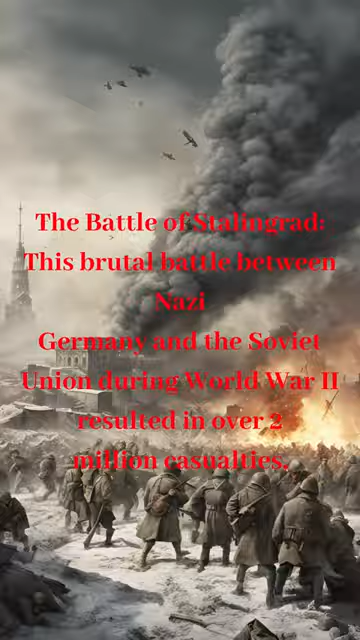 The Battle of Stalingrad:
This brutal battle between
Nazi
Germany and the Soviet
Union during World War II
resulted in over 2
million casualties.